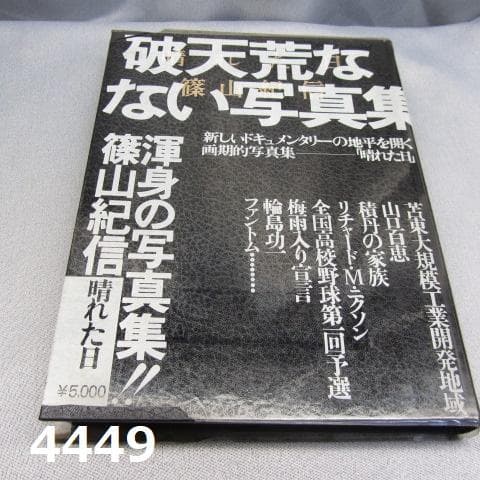 破天荒な
ない写真集
篠山紀信
新しいドキュメンタリーの地平を開く
画期的写真集━━「晴れた日」
苫東大規模工業開発地域
山口百恵
積丹の家族
リチャード・M・ニクソン
全国高校野球第一回予選
梅雨入り宣言
輪島功一
ファントム………
渾身の写真集!!
篠山紀信
晴れた日
¥5,000
4449